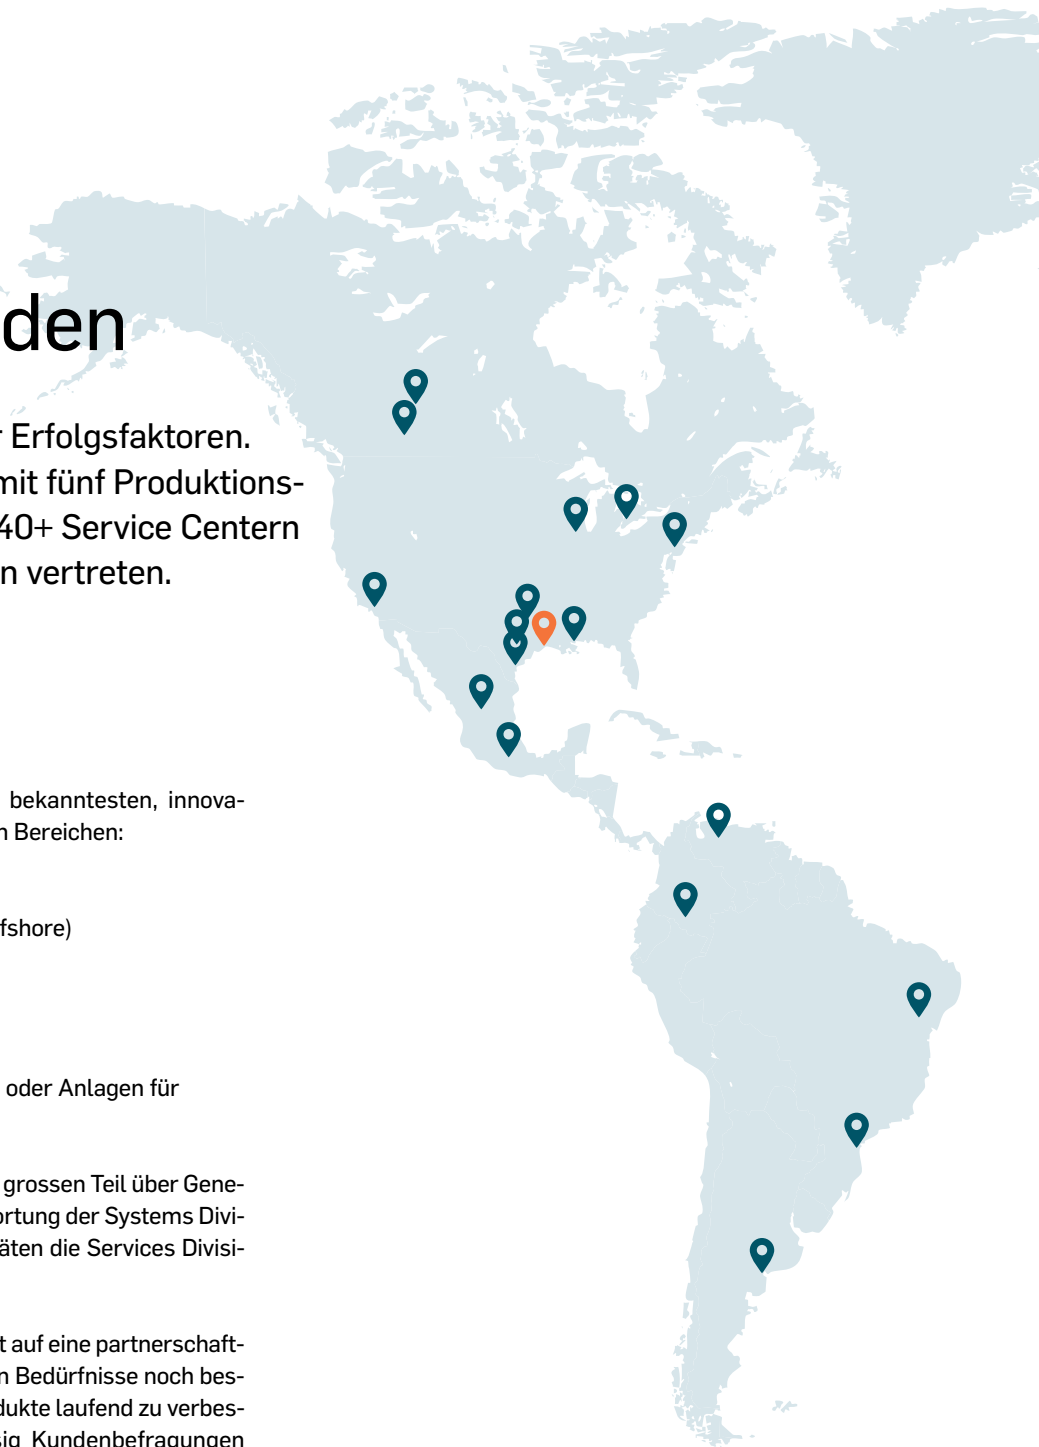 den
Erfolgsfaktoren.
mit fünf Produktions-
40+ Service Centern
n vertreten.
bekanntesten, innova-
n Bereichen:
fshore)
oder Anlagen für
grossen Teil über Gene-
ortung der Systems Divi-
äten die Services Divisi-
t auf eine partnerschaft-
n Bedürfnisse noch bes-
dukte laufend zu verbes-
sig Kundenbefragungen